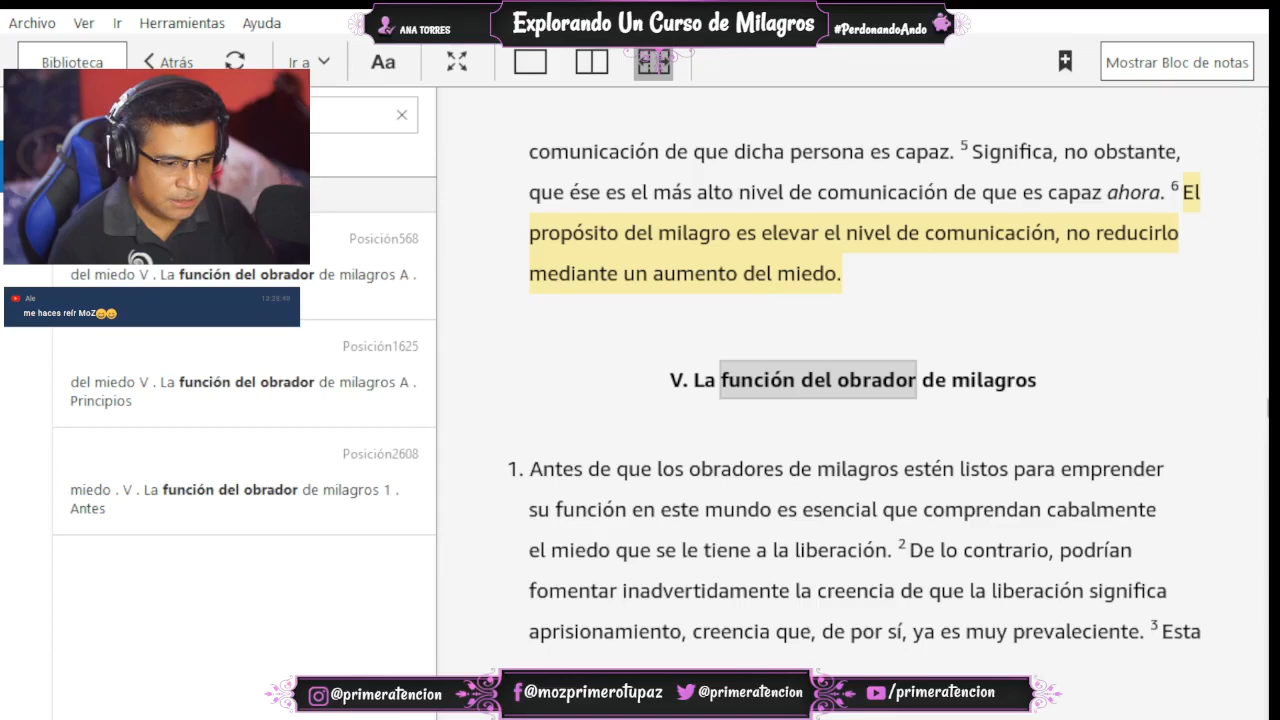 Archivo Ver Ir Herramientas Ayuda
ANA TORRES
Explorando Un Curso de Milagros
#PerdonandoAndo
Biblioteca
Atrás
Ir a
Aa
Mostrar Bloc de notas
Posición568
del miedo V . La función del obrador de milagros A .
Ale
13:28:49
me haces reír MoZ😄😄
Posición1625
del miedo V . La función del obrador de milagros A .
Principios
Posición2608
miedo . V . La función del obrador de milagros 1 .
Antes
comunicación de que dicha persona es capaz. 5 Significa, no obstante,
que ése es el más alto nivel de comunicación de que es capaz ahora. 6 El
propósito del milagro es elevar el nivel de comunicación, no reducirlo
mediante un aumento del miedo.
V. La función del obrador de milagros
1. Antes de que los obradores de milagros estén listos para emprender
su función en este mundo es esencial que comprendan cabalmente
el miedo que se le tiene a la liberación. 2 De lo contrario, podrían
fomentar inadvertidamente la creencia de que la liberación significa
aprisionamiento, creencia que, de por sí, ya es muy prevaleciente. 3 Esta
@primeratencion
@mozprimerotupaz
@primeratencion
/primeratencion